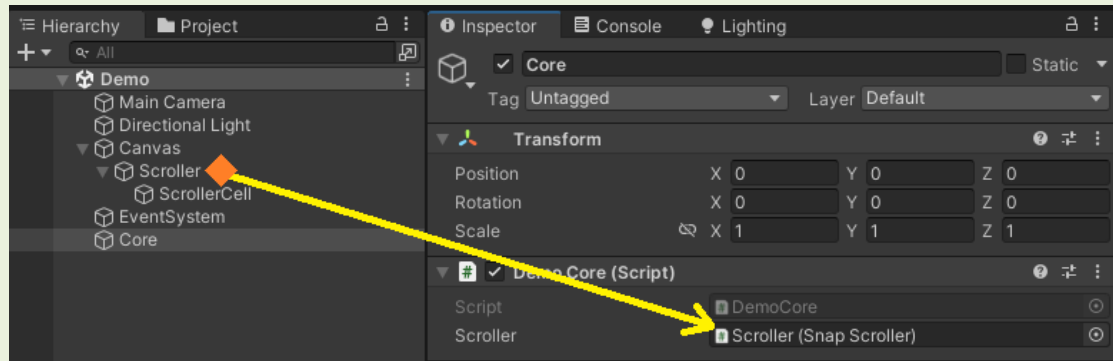 Hierarchy Project
All
Demo
Main Camera
Directional Light
Canvas
Scroller
ScrollerCell
EventSystem
Core
Inspector Console Lighting
Core Static
Tag Untagged Layer Default
Transform
Position X 0 Y 0 Z 0
Rotation X 0 Y 0 Z 0
Scale X 1 Y 1 Z 1
# Demo Core (Script)
Script # DemoCore
Scroller # Scroller (Snap Scroller)